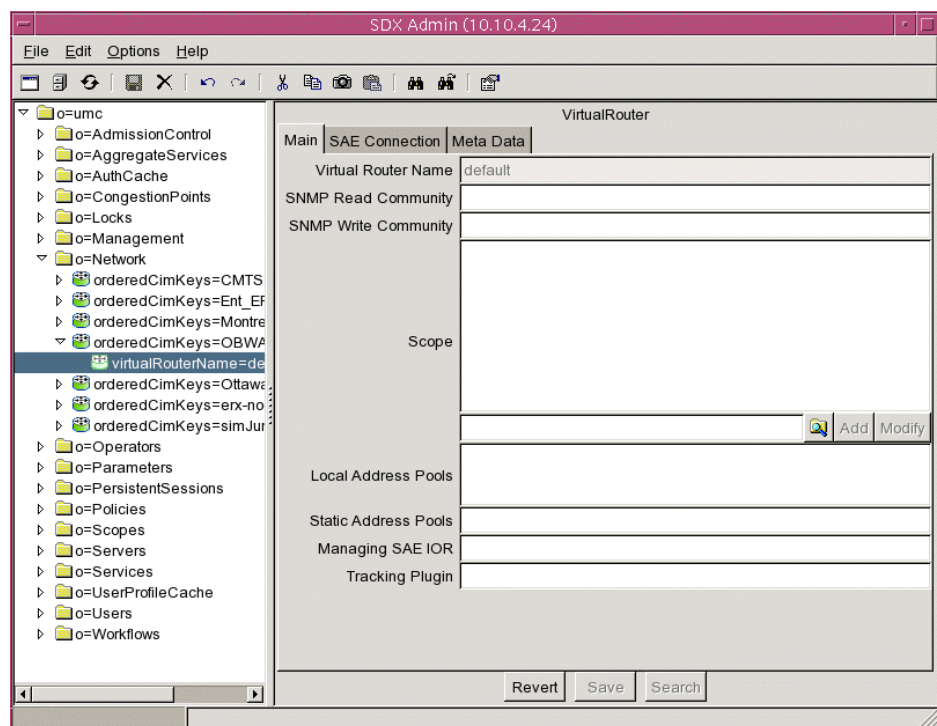 SDX Admin (10.10.4.24)
File Edit Options Help
o=umc
o=AdmissionControl
o=AggregateServices
o=AuthCache
o=CongestionPoints
o=Locks
o=Management
o=Network
orderedCimKeys=CMTS
orderedCimKeys=Ent_EF
orderedCimKeys=Montre
orderedCimKeys=OBWA
virtualRouterName=de
orderedCimKeys=Ottawa
orderedCimKeys=erx-no
orderedCimKeys=simJur
o=Operators
o=Parameters
o=PersistentSessions
o=Policies
o=Scopes
o=Servers
o=Services
o=UserProfileCache
o=Users
o=Workflows
VirtualRouter
Main SAE Connection Meta Data
Virtual Router Name default
SNMP Read Community
SNMP Write Community
Scope
Add Modify
Local Address Pools
Static Address Pools
Managing SAE IOR
Tracking Plugin
Revert Save Search